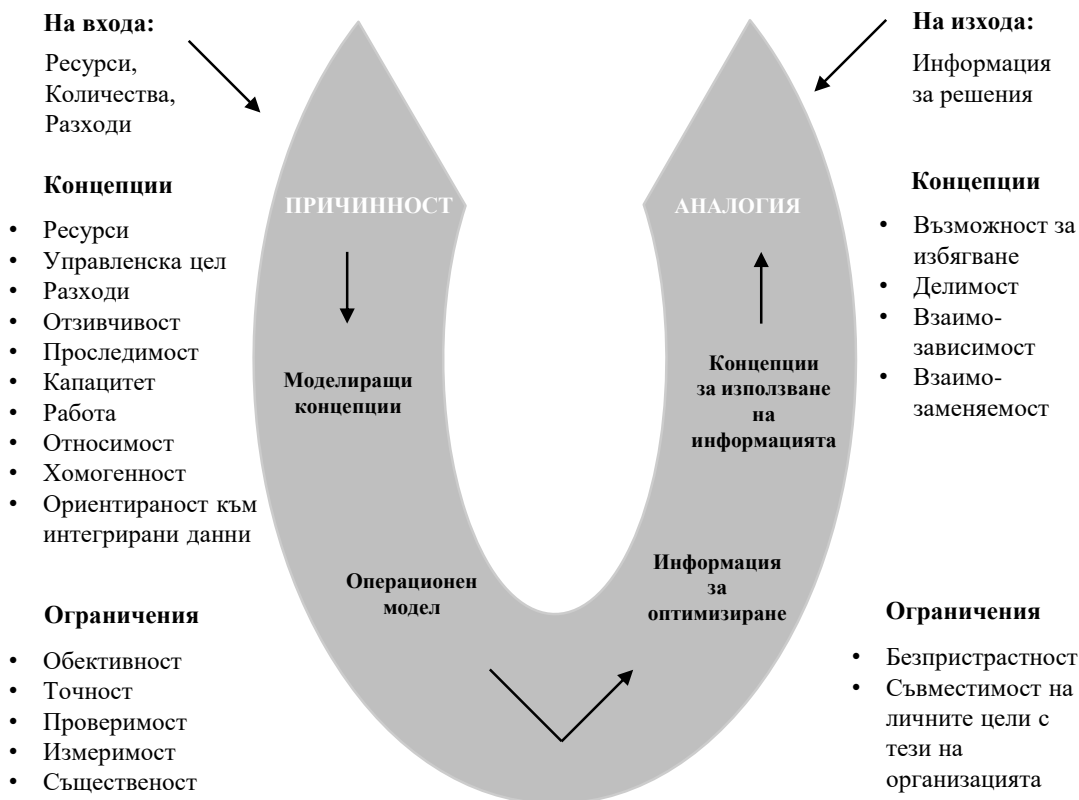 На входа:
Ресурси,
Количества,
Разходи
Концепции
• Ресурси
• Управленска цел
• Разходи
• Отзивчивост
• Проследимост
• Капацитет
• Работа
• Относимост
• Хомогенност
• Ориентираност към
интегрирани данни
Ограничения
• Обективност
• Точност
• Проверимост
• Измеримост
• Същественост
ПРИЧИННОСТ
Моделиращи
концепции
Операционен
модел
Информация
за
оптимизиране
Концепции
за използване
на
информацията
АНАЛОГИЯ
На изхода:
Информация
за решения
Концепции
• Възможност за
избягване
• Делимост
• Взаимо-
зависимост
• Взаимо-
заменяемост
Ограничения
• Безпристрастност
• Съвместимост на
личните цели с
тези на
организацията